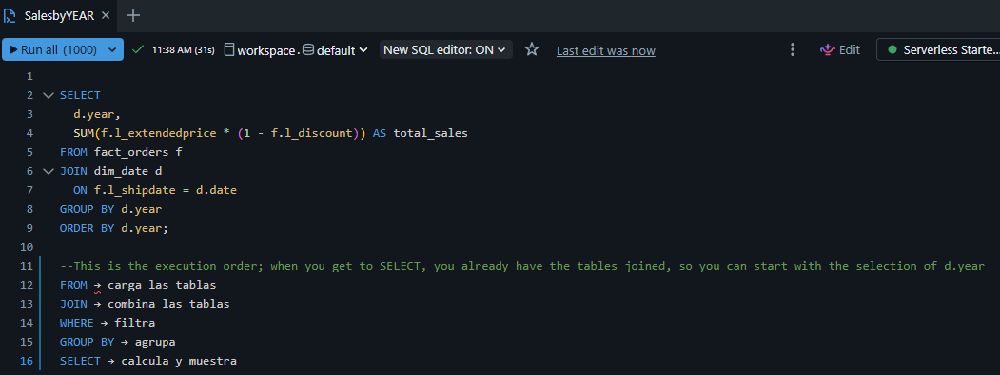 SalesbyYEAR
Run all (1000) 11:38 AM (31s) workspace . default New SQL editor: ON Last edit was now Edit Serverless Starte...
1
2 SELECT
3 d.year,
4 SUM(f.l_extendedprice * (1 - f.l_discount)) AS total_sales
5 FROM fact_orders f
6 JOIN dim_date d
7 ON f.l_shipdate = d.date
8 GROUP BY d.year
9 ORDER BY d.year;
10
11 --This is the execution order; when you get to SELECT, you already have the tables joined, so you can start with the selection of d.year
12 FROM → carga las tablas
13 JOIN → combina las tablas
14 WHERE → filtra
15 GROUP BY → agrupa
16 SELECT → calcula y muestra